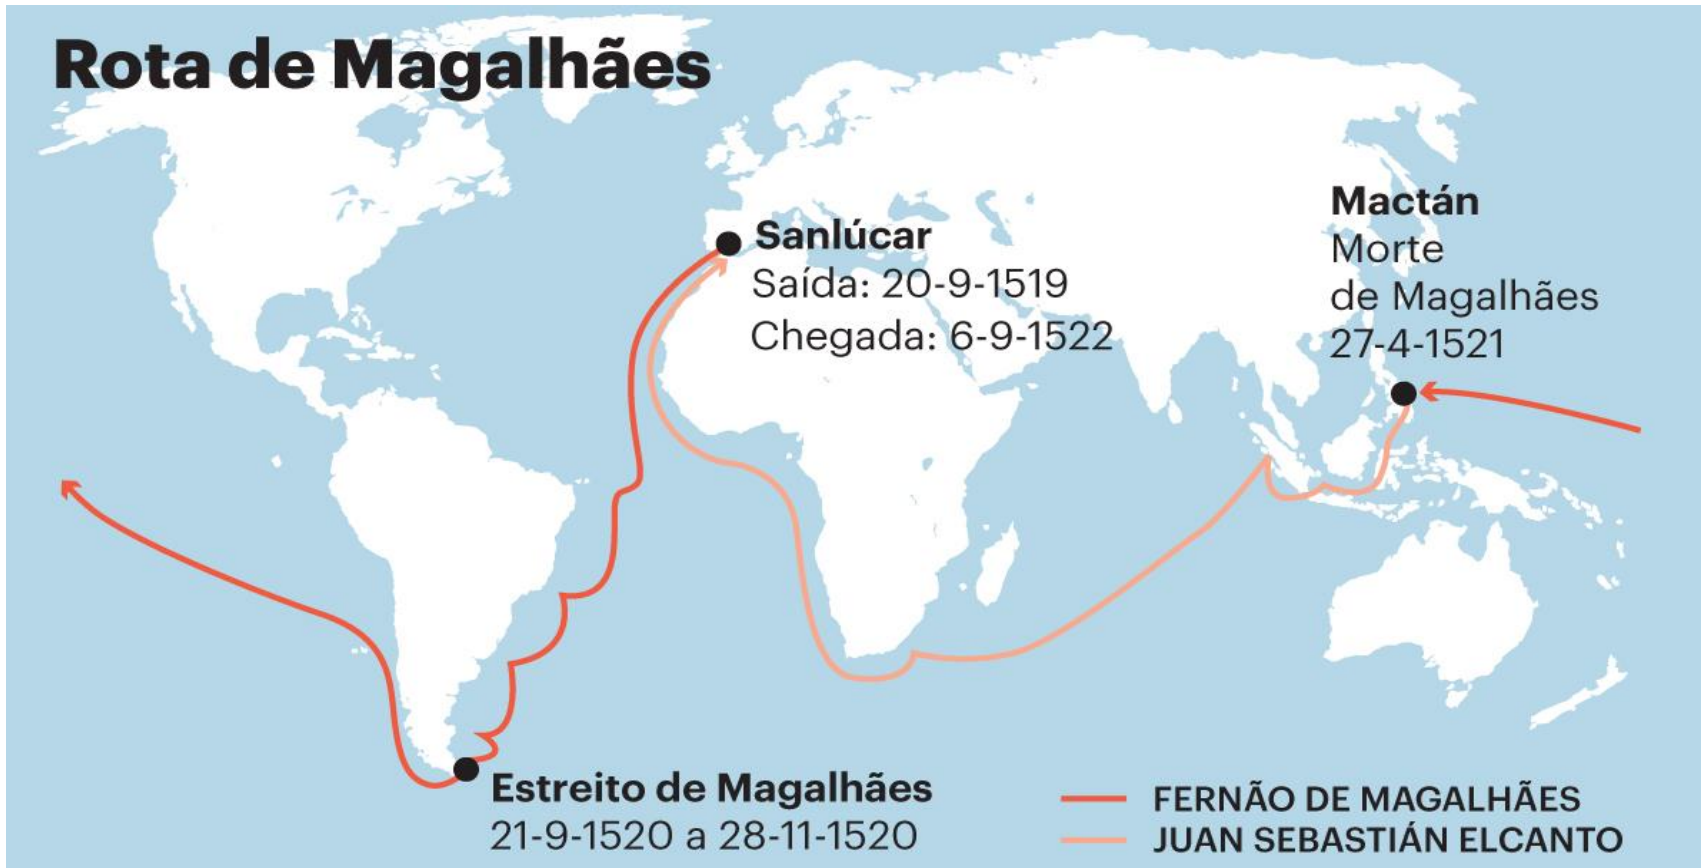 Rota de Magalhães
Sanlúcar
Saída: 20-9-1519
Chegada: 6-9-1522
Mactán
Morte
de Magalhães
27-4-1521
Estreito de Magalhães
21-9-1520 a 28-11-1520
FERNÃO DE MAGALHÃES
JUAN SEBASTIÁN ELCANTO